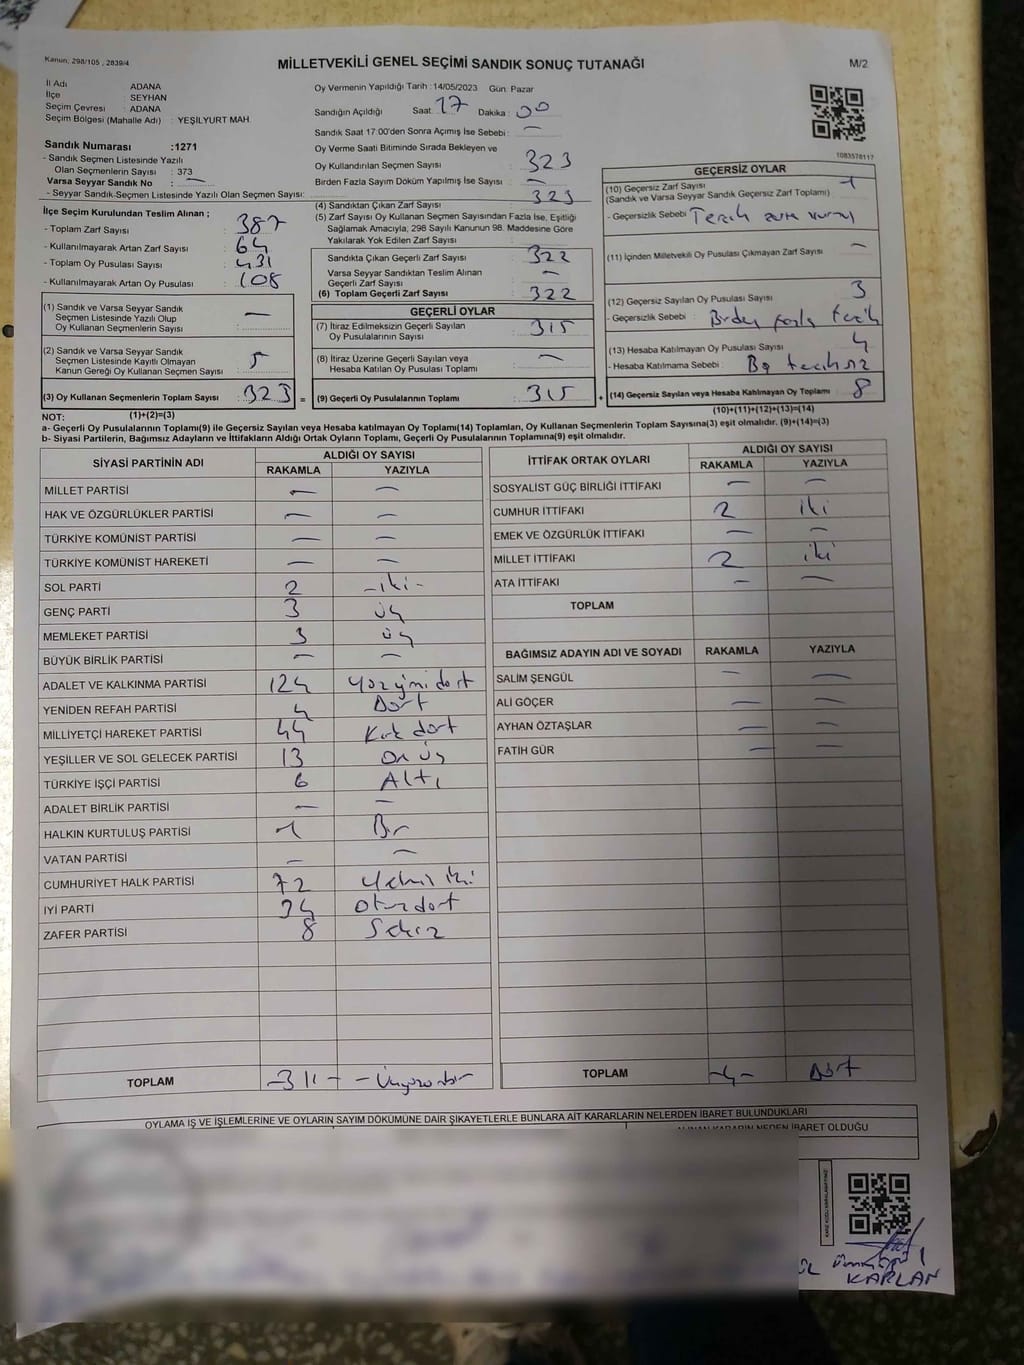 Kanun, 298/105 , 2839/4
MİLLETVEKİLİ GENEL SEÇİMİ SANDIK SONUÇ TUTANAĞI
M/2
İl Adı ADANA
İlçe SEYHAN
Seçim Çevresi : ADANA
Seçim Bölgesi (Mahalle Adı) : YEŞİLYURT MAH.
Sandık Numarası :1271
- Sandık Seçmen Listesinde Yazılı
Olan Seçmenlerin Sayısı : 373
Varsa Seyyar Sandık No : —
- Seyyar Sandık Seçmen Listesinde Yazılı Olan Seçmen Sayısı:
Oy Vermenin Yapıldığı Tarih :14/05/2023 Gün: Pazar
Sandığın Açıldığı Saat: 17 Dakika : 00
Sandık Saat 17:00'den Sonra Açımış İse Sebebi : —
Oy Verme Saati Bitiminde Sırada Bekleyen ve
Oy Kullandırılan Seçmen Sayısı : 323
Birden Fazla Sayım Döküm Yapılmış İse Sayısı : —
(4) Sandıktan Çıkan Zarf Sayısı : 323
(5) Zarf Sayısı Oy Kullanan Seçmen Sayısından Fazla İse, Eşitliği
Sağlamak Amacıyla, 298 Sayılı Kanunun 98. Maddesine Göre
Yakılarak Yok Edilen Zarf Sayısı :
1083578117
İlçe Seçim Kurulundan Teslim Alınan ;
- Toplam Zarf Sayısı : 387
- Kullanılmayarak Artan Zarf Sayısı : 64
- Toplam Oy Pusulası Sayısı : 431
- Kullanılmayarak Artan Oy Pusulası : 108
Sandıkta Çıkan Geçerli Zarf Sayısı : 322
Varsa Seyyar Sandıktan Teslim Alınan
Geçerli Zarf Sayısı : —
(6) Toplam Geçerli Zarf Sayısı : 322
GEÇERSİZ OYLAR
(10) Geçersiz Zarf Sayısı : 1
(Sandık ve Varsa Seyyar Sandık Geçersiz Zarf Toplamı)
- Geçersizlik Sebebi : Tercih
(11) İçinden Milletvekili Oy Pusulası Çıkmayan Zarf Sayısı : —
(12) Geçersiz Sayılan Oy Pusulası Sayısı : 3
- Geçersizlik Sebebi : Birden fazla tercih
(13) Hesaba Katılmayan Oy Pusulası Sayısı : 4
- Hesaba Katılmama Sebebi : Boş tercihsiz
(14) Geçersiz Sayılan veya Hesaba Katılmayan Oy Toplamı : 8
(10)+(11)+(12)+(13)=(14)
(1) Sandık ve Varsa Seyyar Sandık
Seçmen Listesinde Yazılı Olup
Oy Kullanan Seçmenlerin Sayısı : —
(2) Sandık ve Varsa Seyyar Sandık
Seçmen Listesinde Kayıtlı Olmayan
Kanun Gereği Oy Kullanan Seçmen Sayısı : 5
(3) Oy Kullanan Seçmenlerin Toplam Sayısı : 323 =
(1)+(2)=(3)
GEÇERLİ OYLAR
(7) İtiraz Edilmeksizin Geçerli Sayılan
Oy Pusulalarının Sayısı : 315
(8) İtiraz Üzerine Geçerli Sayılan veya
Hesaba Katılan Oy Pusulası Toplamı : —
(9) Geçerli Oy Pusulalarının Toplamı : 315 +
NOT:
a- Geçerli Oy Pusulalarının Toplamı(9) ile Geçersiz Sayılan veya Hesaba katılmayan Oy Toplamı(14) Toplamları, Oy Kullanan Seçmenlerin Toplam Sayısına(3) eşit olmalıdır. (9)+(14)=(3)
b- Siyasi Partilerin, Bağımsız Adayların ve İttifakların Aldığı Ortak Oyların Toplamı, Geçerli Oy Pusulalarının Toplamına(9) eşit olmalıdır.
SİYASİ PARTİNİN ADI ALDIĞI OY SAYISI
RAKAMLA YAZIYLA
MİLLET PARTİSİ — —
HAK VE ÖZGÜRLÜKLER PARTİSİ — —
TÜRKİYE KOMÜNİST PARTİSİ — —
TÜRKİYE KOMÜNİST HAREKETİ — —
SOL PARTİ 2 -iki-
GENÇ PARTİ 3 üç
MEMLEKET PARTİSİ 3 üç
BÜYÜK BİRLİK PARTİSİ — —
ADALET VE KALKINMA PARTİSİ 124 Yüzyirmi dört
YENİDEN REFAH PARTİSİ 4 Dört
MİLLİYETÇİ HAREKET PARTİSİ 44 Kırk dört
YEŞİLLER VE SOL GELECEK PARTİSİ 13 On üç
TÜRKİYE İŞÇİ PARTİSİ 6 Altı
ADALET BİRLİK PARTİSİ — —
HALKIN KURTULUŞ PARTİSİ 1 Bir
VATAN PARTİSİ — —
CUMHURİYET HALK PARTİSİ 72 Yetmiş iki
İYİ PARTİ 34 Otuzdört
ZAFER PARTİSİ 8 Sekiz
TOPLAM -311- - Üçyüzonbir
İTTİFAK ORTAK OYLARI ALDIĞI OY SAYISI
RAKAMLA YAZIYLA
SOSYALİST GÜÇ BİRLİĞİ İTTİFAKI — —
CUMHUR İTTİFAKI 2 iki
EMEK VE ÖZGÜRLÜK İTTİFAKI — —
MİLLET İTTİFAKI 2 iki
ATA İTTİFAKI — —
TOPLAM
BAĞIMSIZ ADAYIN ADI VE SOYADI RAKAMLA YAZIYLA
SALİM ŞENGÜL — —
ALİ GÖÇER — —
AYHAN ÖZTAŞLAR — —
FATİH GÜR — —
TOPLAM -4- Dört
OYLAMA İŞ VE İŞLEMLERİNE VE OYLARIN SAYIM DÖKÜMÜNE DAİR ŞİKAYETLERLE BUNLARA AİT KARARLARIN NELERDEN İBARET BULUNDUKLARI
ALINAN KARARIN NEDEN İBARET OLDUĞU
KARLAN